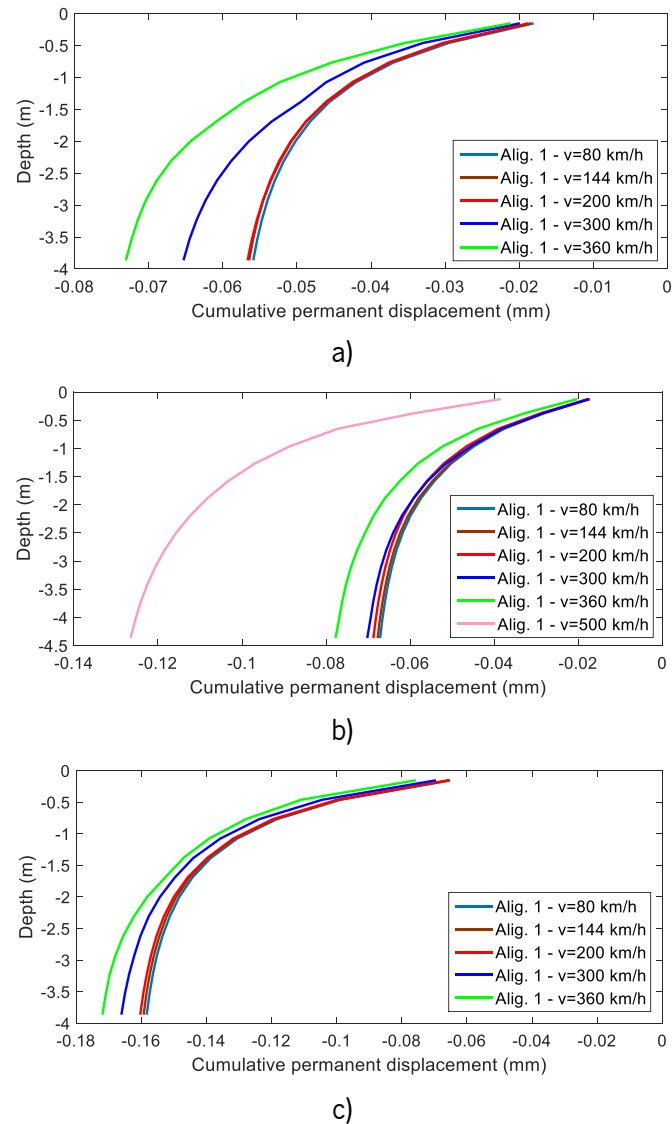 0
-0.5
-1
-1.5
-2
-2.5
-3
-3.5
-4
Depth (m)
Alig. 1 - v=80 km/h
Alig. 1 - v=144 km/h
Alig. 1 - v=200 km/h
Alig. 1 - v=300 km/h
Alig. 1 - v=360 km/h
-0.08 -0.07 -0.06 -0.05 -0.04 -0.03 -0.02 -0.01 0
Cumulative permanent displacement (mm)
a)
0
-0.5
-1
-1.5
-2
-2.5
-3
-3.5
-4
-4.5
Depth (m)
Alig. 1 - v=80 km/h
Alig. 1 - v=144 km/h
Alig. 1 - v=200 km/h
Alig. 1 - v=300 km/h
Alig. 1 - v=360 km/h
Alig. 1 - v=500 km/h
-0.14 -0.12 -0.1 -0.08 -0.06 -0.04 -0.02 0
Cumulative permanent displacement (mm)
b)
0
-0.5
-1
-1.5
-2
-2.5
-3
-3.5
-4
Depth (m)
Alig. 1 - v=80 km/h
Alig. 1 - v=144 km/h
Alig. 1 - v=200 km/h
Alig. 1 - v=300 km/h
Alig. 1 - v=360 km/h
-0.18 -0.16 -0.14 -0.12 -0.1 -0.08 -0.06 -0.04 -0.02 0
Cumulative permanent displacement (mm)
c)